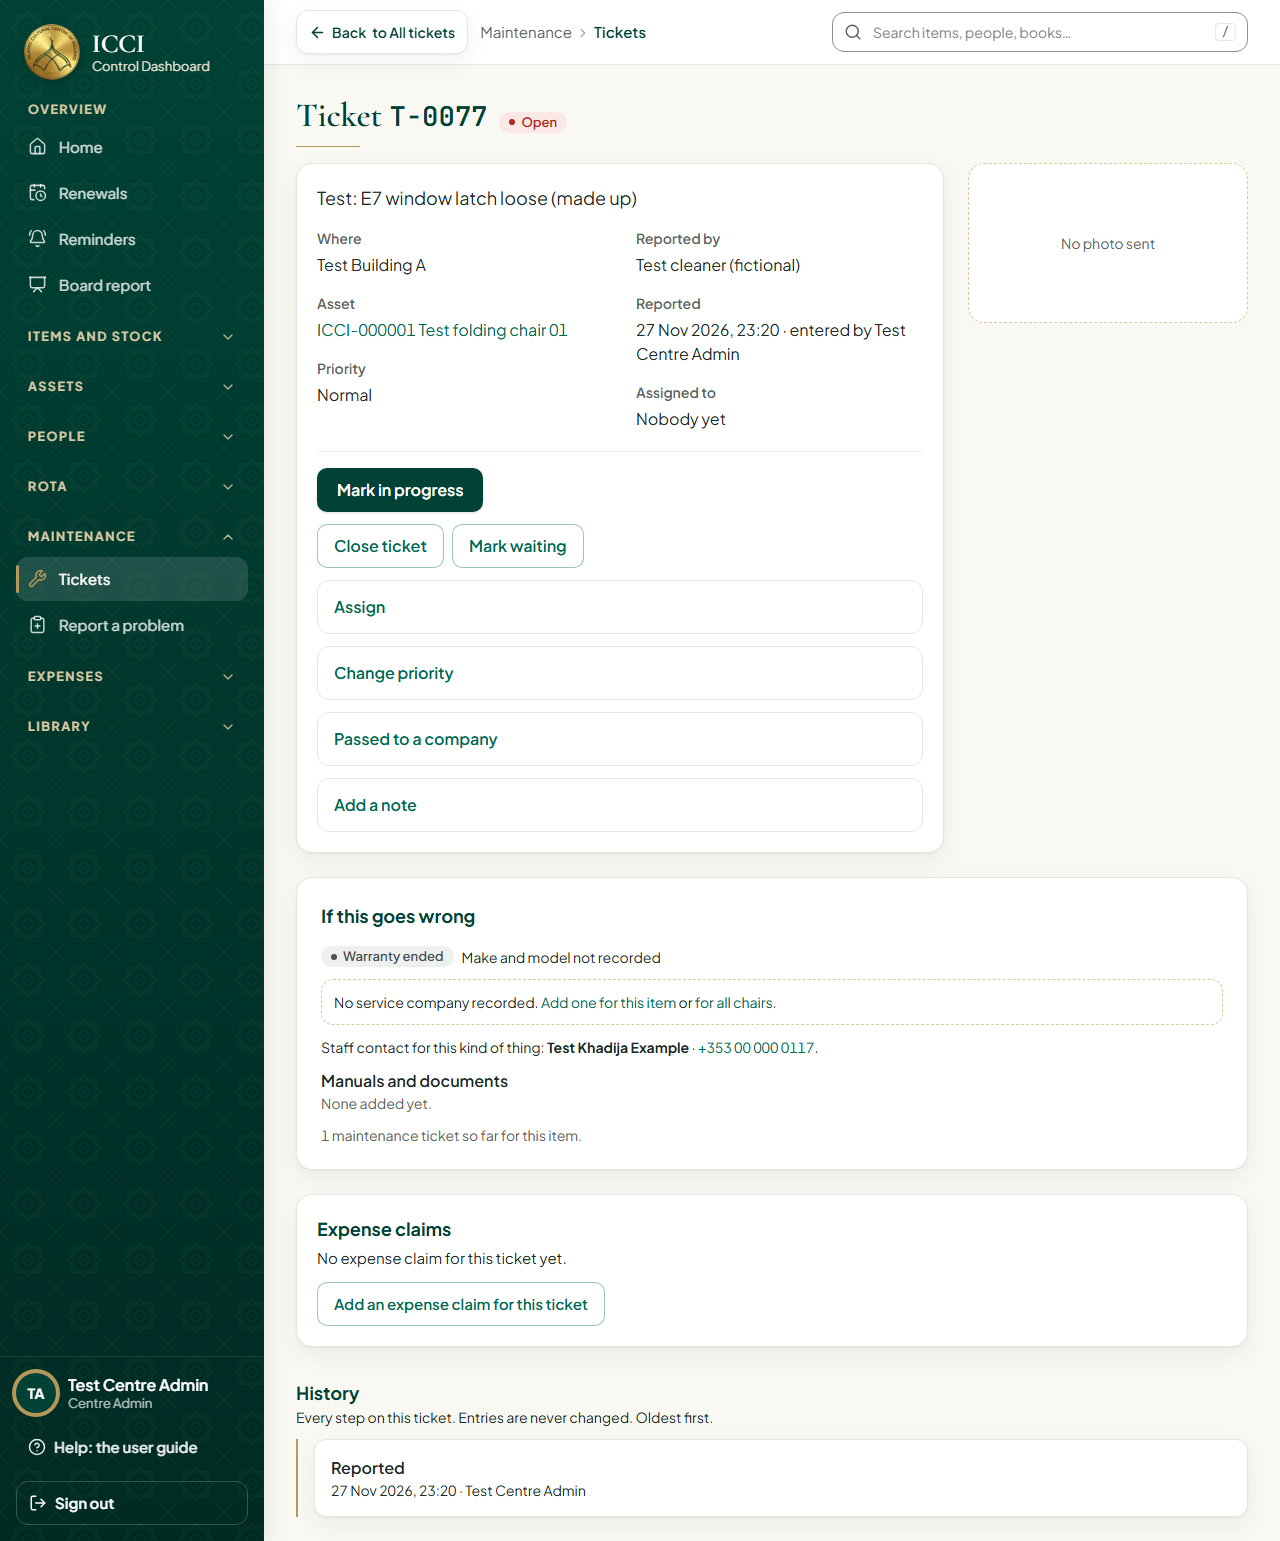 ICCI
Control Dashboard
OVERVIEW
Home
Renewals
Reminders
Board report
ITEMS AND STOCK
ASSETS
PEOPLE
ROTA
MAINTENANCE
Tickets
Report a problem
EXPENSES
LIBRARY
TA
Test Centre Admin
Centre Admin
Help: the user guide
Sign out
Back to All tickets
Maintenance › Tickets
Search items, people, books…
/
Ticket T-0077
Open
Test: E7 window latch loose (made up)
Where
Test Building A
Asset
ICCI-000001 Test folding chair 01
Priority
Normal
Reported by
Test cleaner (fictional)
Reported
27 Nov 2026, 23:20 · entered by Test
Centre Admin
Assigned to
Nobody yet
No photo sent
Mark in progress
Close ticket
Mark waiting
Assign
Change priority
Passed to a company
Add a note
If this goes wrong
Warranty ended
Make and model not recorded
No service company recorded. Add one for this item or for all chairs.
Staff contact for this kind of thing: Test Khadija Example · +353 00 000 0117.
Manuals and documents
None added yet.
1 maintenance ticket so far for this item.
Expense claims
No expense claim for this ticket yet.
Add an expense claim for this ticket
History
Every step on this ticket. Entries are never changed. Oldest first.
Reported
27 Nov 2026, 23:20 · Test Centre Admin